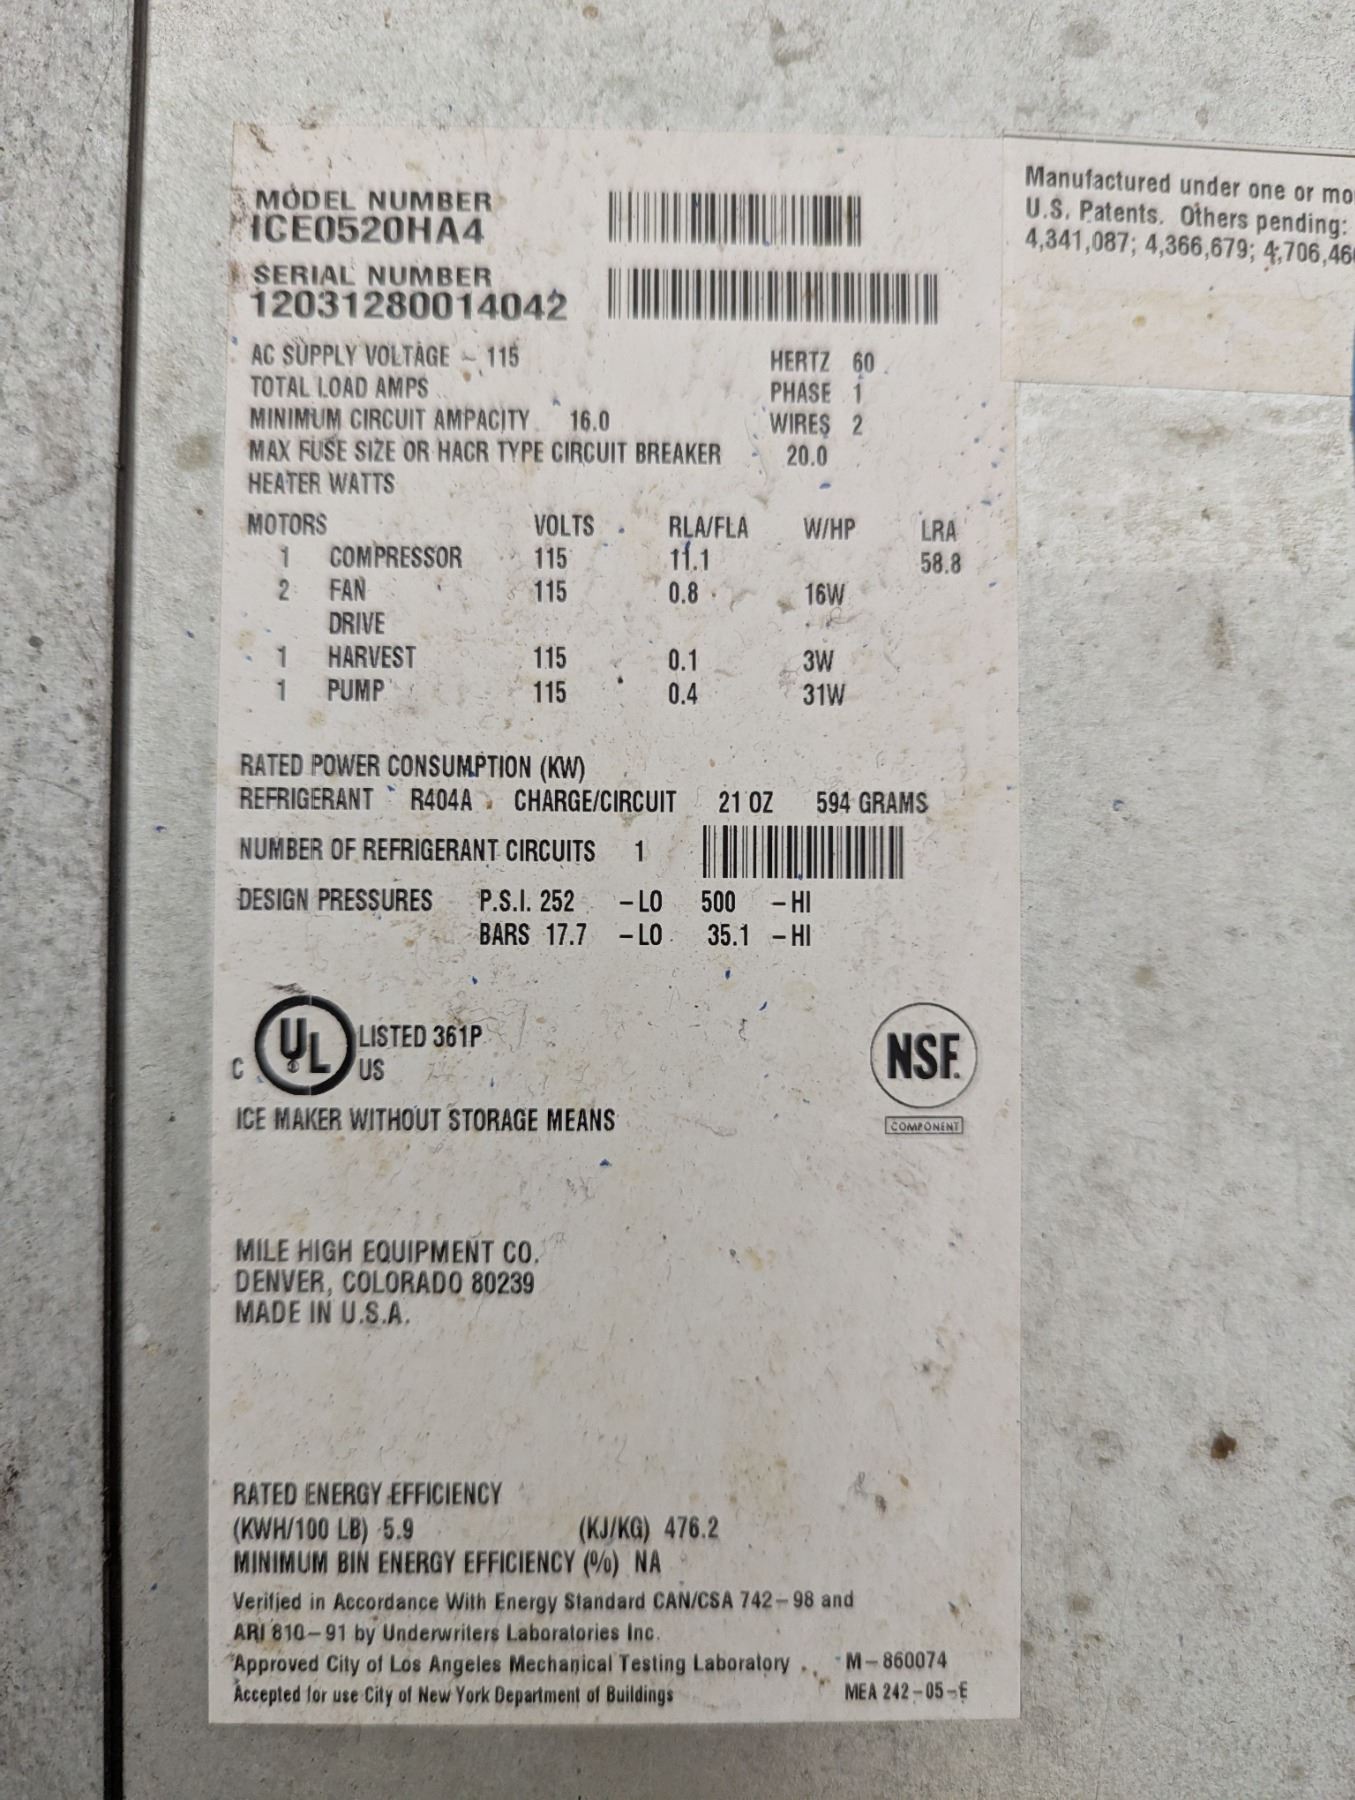 MODEL NUMBER
ICE0520HA4
SERIAL NUMBER
12031280014042
AC SUPPLY VOLTAGE – 115 HERTZ 60
TOTAL LOAD AMPS PHASE 1
MINIMUM CIRCUIT AMPACITY 16.0 WIRES 2
MAX FUSE SIZE OR HACR TYPE CIRCUIT BREAKER 20.0
HEATER WATTS
MOTORS VOLTS RLA/FLA W/HP LRA
1 COMPRESSOR 115 11.1 58.8
2 FAN 115 0.8 16W
DRIVE
1 HARVEST 115 0.1 3W
1 PUMP 115 0.4 31W
RATED POWER CONSUMPTION (KW)
REFRIGERANT R404A CHARGE/CIRCUIT 21 OZ 594 GRAMS
NUMBER OF REFRIGERANT CIRCUITS 1
DESIGN PRESSURES P.S.I. 252 – LO 500 – HI
BARS 17.7 – LO 35.1 – HI
C UL LISTED 361P
US
NSF.
COMPONENT
ICE MAKER WITHOUT STORAGE MEANS
MILE HIGH EQUIPMENT CO.
DENVER, COLORADO 80239
MADE IN U.S.A.
RATED ENERGY EFFICIENCY
(KWH/100 LB) 5.9 (KJ/KG) 476.2
MINIMUM BIN ENERGY EFFICIENCY (%) NA
Verified in Accordance With Energy Standard CAN/CSA 742–98 and
ARI 810–91 by Underwriters Laboratories Inc.
Approved City of Los Angeles Mechanical Testing Laboratory M–860074
Accepted for use City of New York Department of Buildings MEA 242–05–E
Manufactured under one or mo
U.S. Patents. Others pending:
4,341,087; 4,366,679; 4,706,46